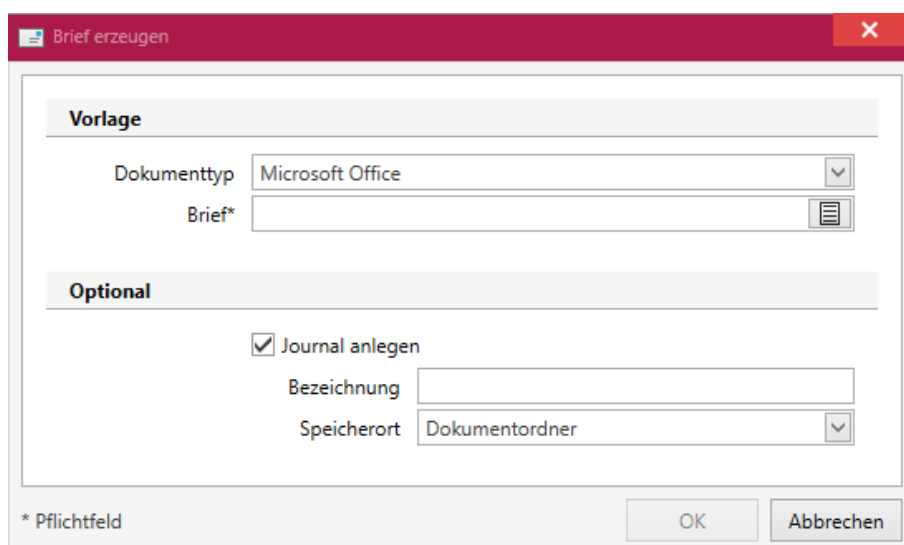 Brief erzeugen
Vorlage
Dokumenttyp Microsoft Office
Brief*
Optional
Journal anlegen
Bezeichnung
Speicherort Dokumentordner
* Pflichtfeld OK Abbrechen